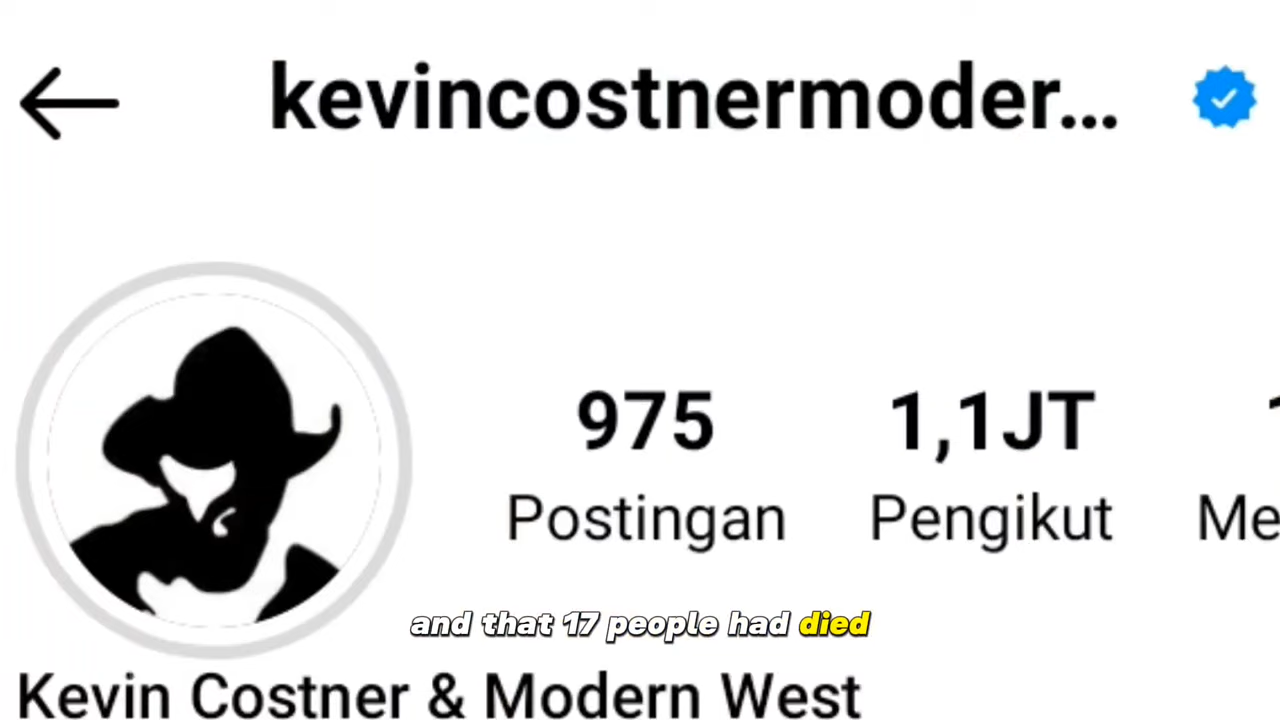 kevincostnermoder...
975
1,1JT
Postingan
Pengikut
Me
and that 17 people had died
Kevin Costner & Modern West